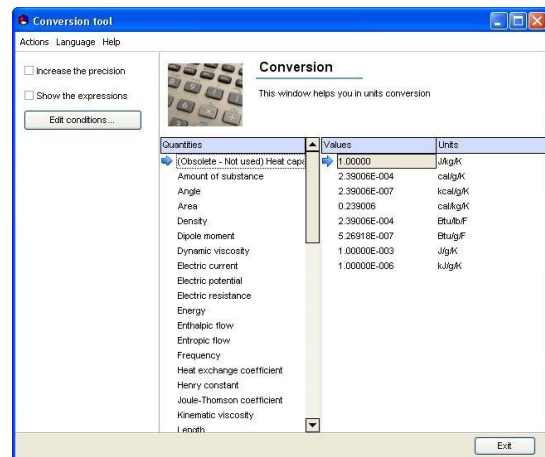 Conversion tool
Actions Language Help
Increase the precision
Show the expressions
Edit conditions...
Conversion
This window helps you in units conversion
Quantities
(Obsolete - Not used) Heat capa
Amount of substance
Angle
Area
Density
Dipole moment
Dynamic viscosity
Electric current
Electric potential
Electric resistance
Energy
Enthalpic flow
Entropic flow
Frequency
Heat exchange coefficient
Henry constant
Joule-Thomson coefficient
Kinematic viscosity
Length
Values Units
1.00000 J/kg/K
2.39006E-004 cal/g/K
2.39006E-007 kcal/g/K
0.239006 cal/kg/K
2.39006E-004 Btu/lb/F
5.26918E-007 Btu/g/F
1.00000E-003 J/g/K
1.00000E-006 kJ/g/K
Exit